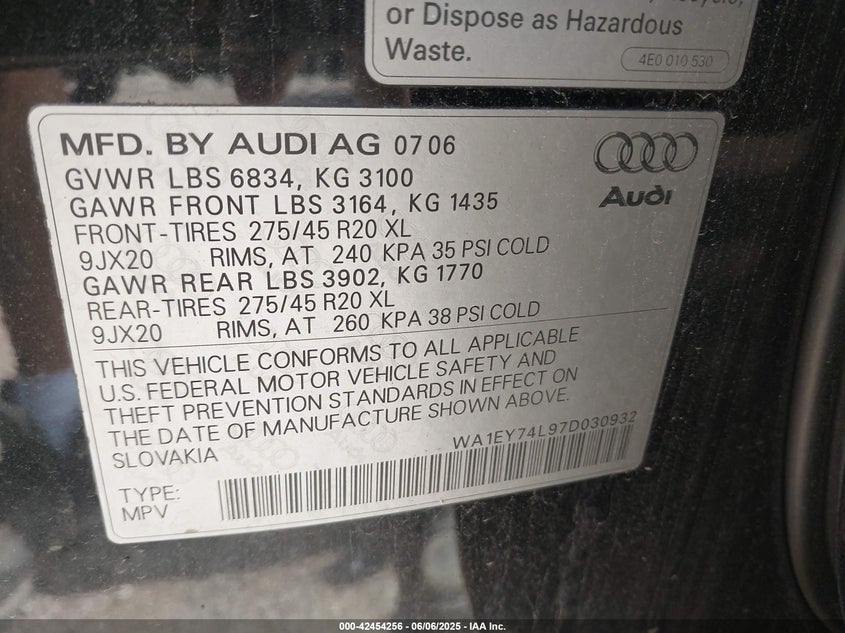 or Dispose as Hazardous
Waste.
4E0 010 530
MFD. BY AUDI AG 07 06
Audi
GVWR LBS 6834, KG 3100
GAWR FRONT LBS 3164, KG 1435
FRONT-TIRES 275/45 R20 XL
9JX20 RIMS, AT 240 KPA 35 PSI COLD
GAWR REAR LBS 3902, KG 1770
REAR-TIRES 275/45 R20 XL
9JX20 RIMS, AT 260 KPA 38 PSI COLD
THIS VEHICLE CONFORMS TO ALL APPLICABLE
U.S. FEDERAL MOTOR VEHICLE SAFETY AND
THEFT PREVENTION STANDARDS IN EFFECT ON
THE DATE OF MANUFACTURE SHOWN ABOVE.
SLOVAKIA
WA1EY74L97D030932
TYPE:
MPV
000-42454256 - 06/06/2025 - IAA Inc.